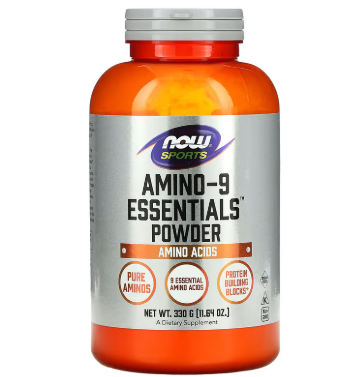 NOW
SPORTS
AMINO-9
ESSENTIALS™
POWDER
AMINO ACIDS
PURE
AMINOS
9 ESSENTIAL
AMINO ACIDS
PROTEIN
BUILDING
BLOCKS*
NET WT. 330 G (11.64 OZ.)
A Dietary Supplement